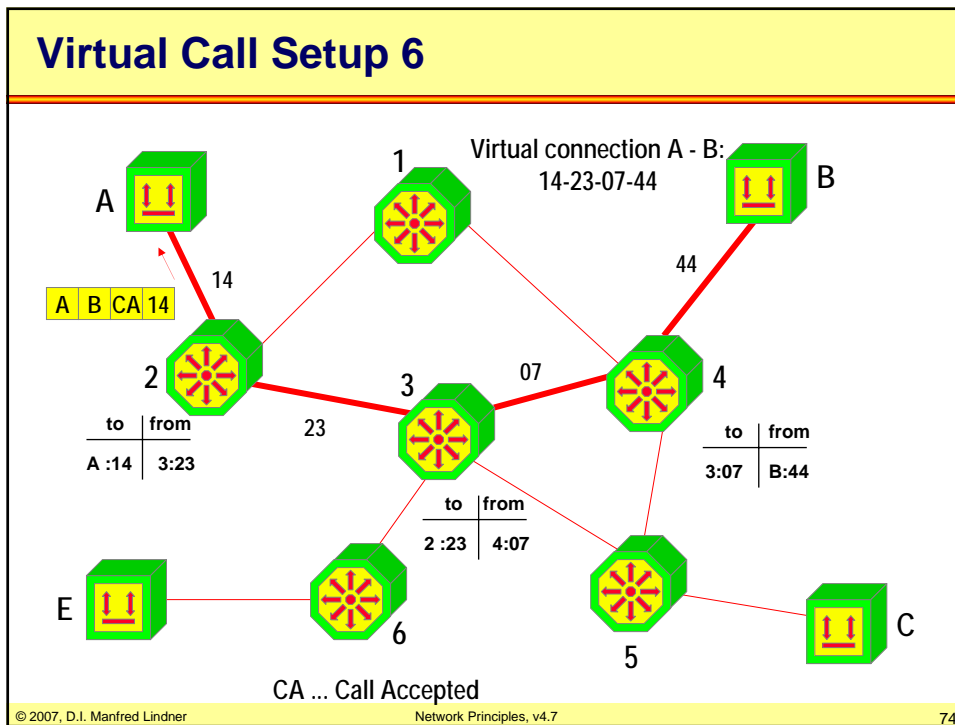 Virtual Call Setup 6
Virtual connection A - B:
14-23-07-44
A
1
B
14
44
A B CA 14
2
3
07
4
23
to from
A :14 3:23
to from
3:07 B:44
to from
2 :23 4:07
E
6
5
C
CA ... Call Accepted
© 2007, D.I. Manfred Lindner
Network Principles, v4.7
74